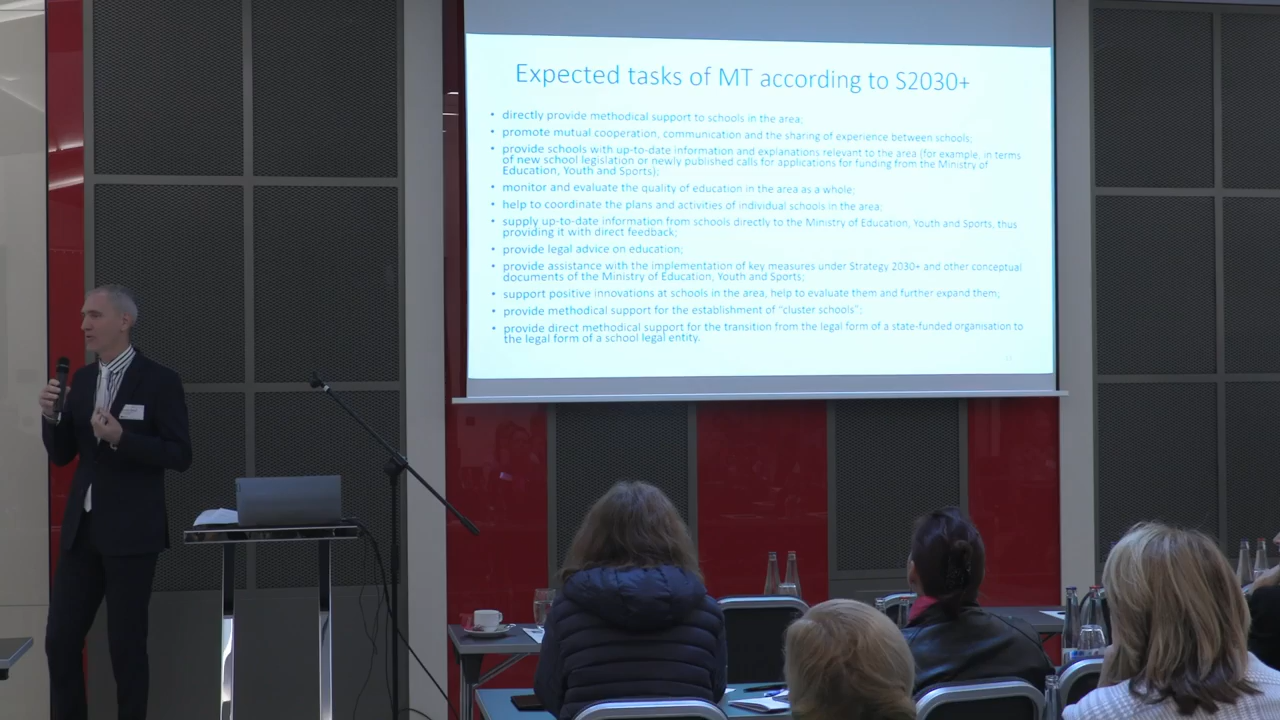 Expected tasks of MT according to S2030+
• directly provide methodical support to schools in the area;
• promote mutual cooperation, communication and the sharing of experience between schools;
• provide schools with up-to-date information and explanations relevant to the area (for example, in terms
of new school legislation or newly published calls for applications for funding from the Ministry of
Education, Youth and Sports);
• monitor and evaluate the quality of education in the area as a whole;
• help to coordinate the plans and activities of individual schools in the area;
• supply up-to-date information from schools directly to the Ministry of Education, Youth and Sports, thus
providing it with direct feedback;
• provide legal advice on education;
• provide assistance with the implementation of key measures under Strategy 2030+ and other conceptual
documents of the Ministry of Education, Youth and Sports;
• support positive innovations at schools in the area, help to evaluate them and further expand them;
• provide methodical support for the establishment of "cluster schools";
• provide direct methodical support for the transition from the legal form of a state-funded organisation to
the legal form of a school legal entity.